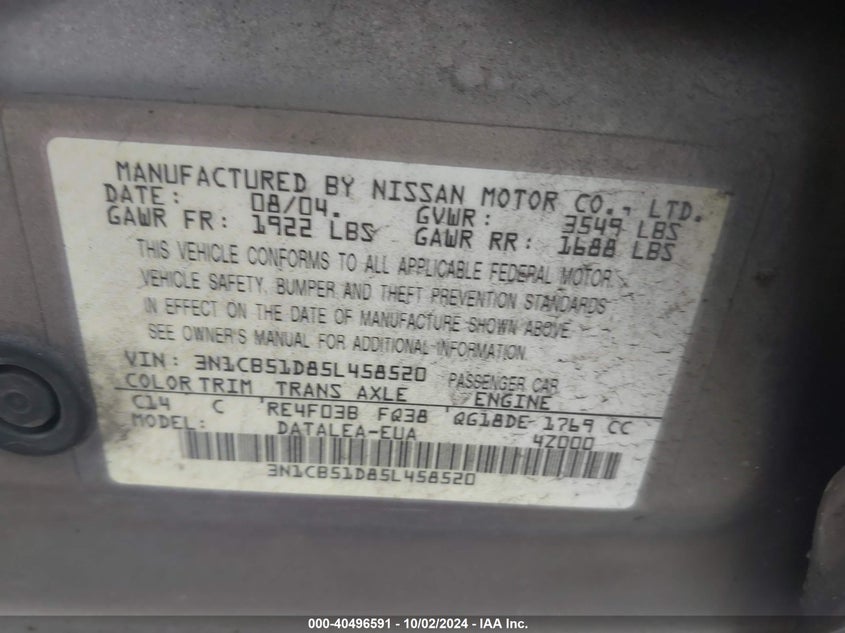 MANUFACTURED BY NISSAN MOTOR CO., LTD.
DATE: 08/04. GVWR: 3549 LBS
GAWR FR: 1922 LBS GAWR RR: 1688 LBS
THIS VEHICLE CONFORMS TO ALL APPLICABLE FEDERAL MOTOR
VEHICLE SAFETY, BUMPER AND THEFT PREVENTION STANDARDS
IN EFFECT ON THE DATE OF MANUFACTURE SHOWN ABOVE.
SEE OWNER'S MANUAL FOR ADDITIONAL INFORMATION.
VIN: 3N1CB51D85L458520 PASSENGER CAR
COLOR TRIM TRANS AXLE ENGINE
C14 C RE4F03B FQ38 QG18DE 1769 CC
MODEL: DATALEA-EUA 4Z000
3N1CB51D85L458520
000-40496591 - 10/02/2024 - IAA Inc.